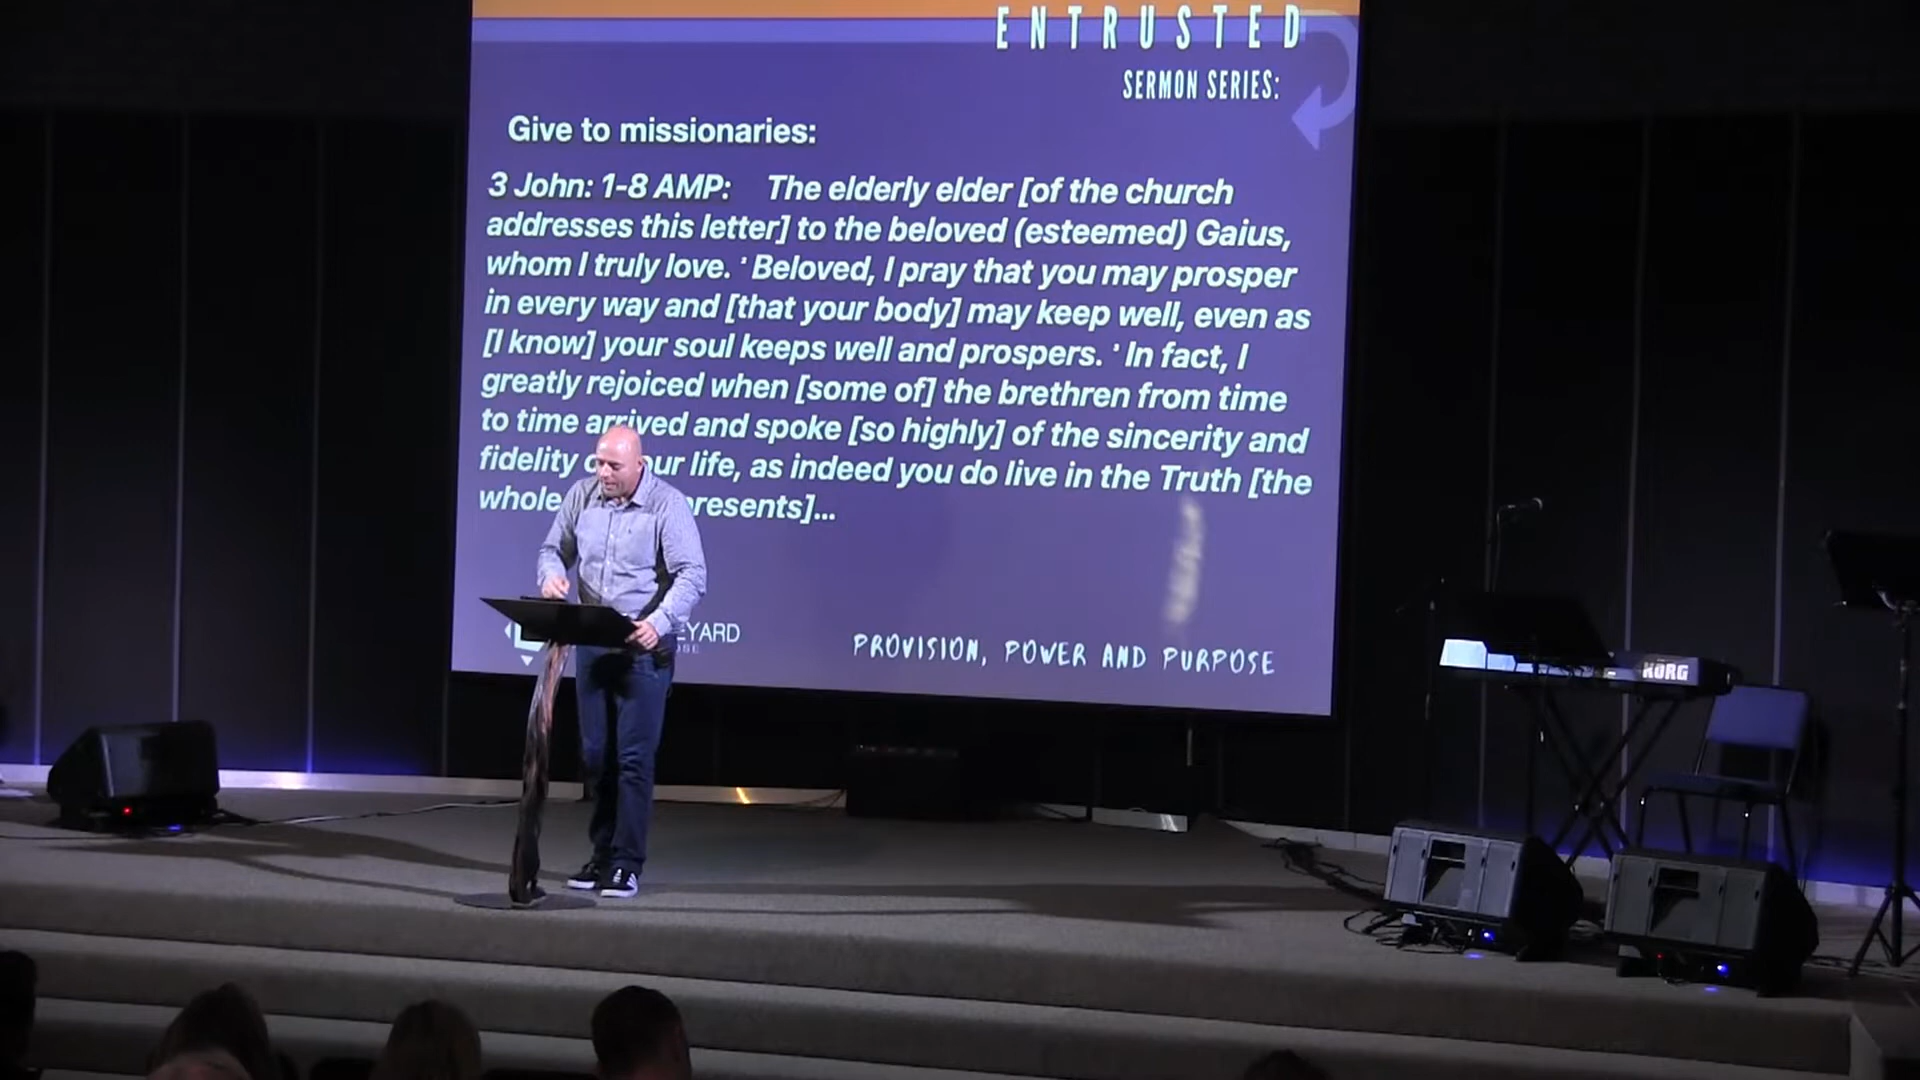 ENTRUSTED
SERMON SERIES:
Give to missionaries:
3 John: 1-8 AMP: The elderly elder [of the church
addresses this letter] to the beloved (esteemed) Gaius,
whom I truly love. Beloved, I pray that you may prosper
in every way and [that your body] may keep well, even as
[I know] your soul keeps well and prospers. In fact, I
greatly rejoiced when [some of] the brethren from time
to time arrived and spoke [so highly] of the sincerity and
fidelity our life, as indeed you do live in the Truth [the
whole presents]...
EYARD
PROVISION, POWER AND PURPOSE
KORG